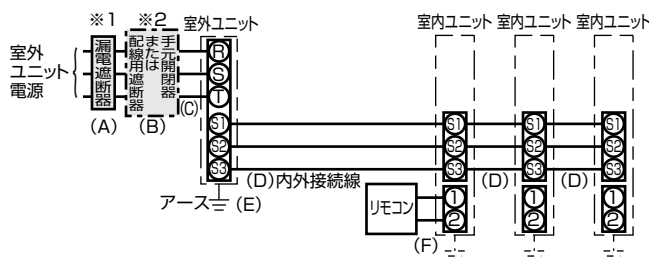 ※1
※2
室外ユニット
室内ユニット
室内ユニット
室内ユニット
室外
ユニット
電源
漏電遮断器
手元開閉器
または
配線用遮断器
R
S
T
(A)
(B)
(C)
S1
S2
S3
S1
S2
S3
S1
S2
S3
S1
S2
S3
(D)内外接続線
(D)
(D)
アース
(E)
リモコン
1
2
1
2
1
2
(F)